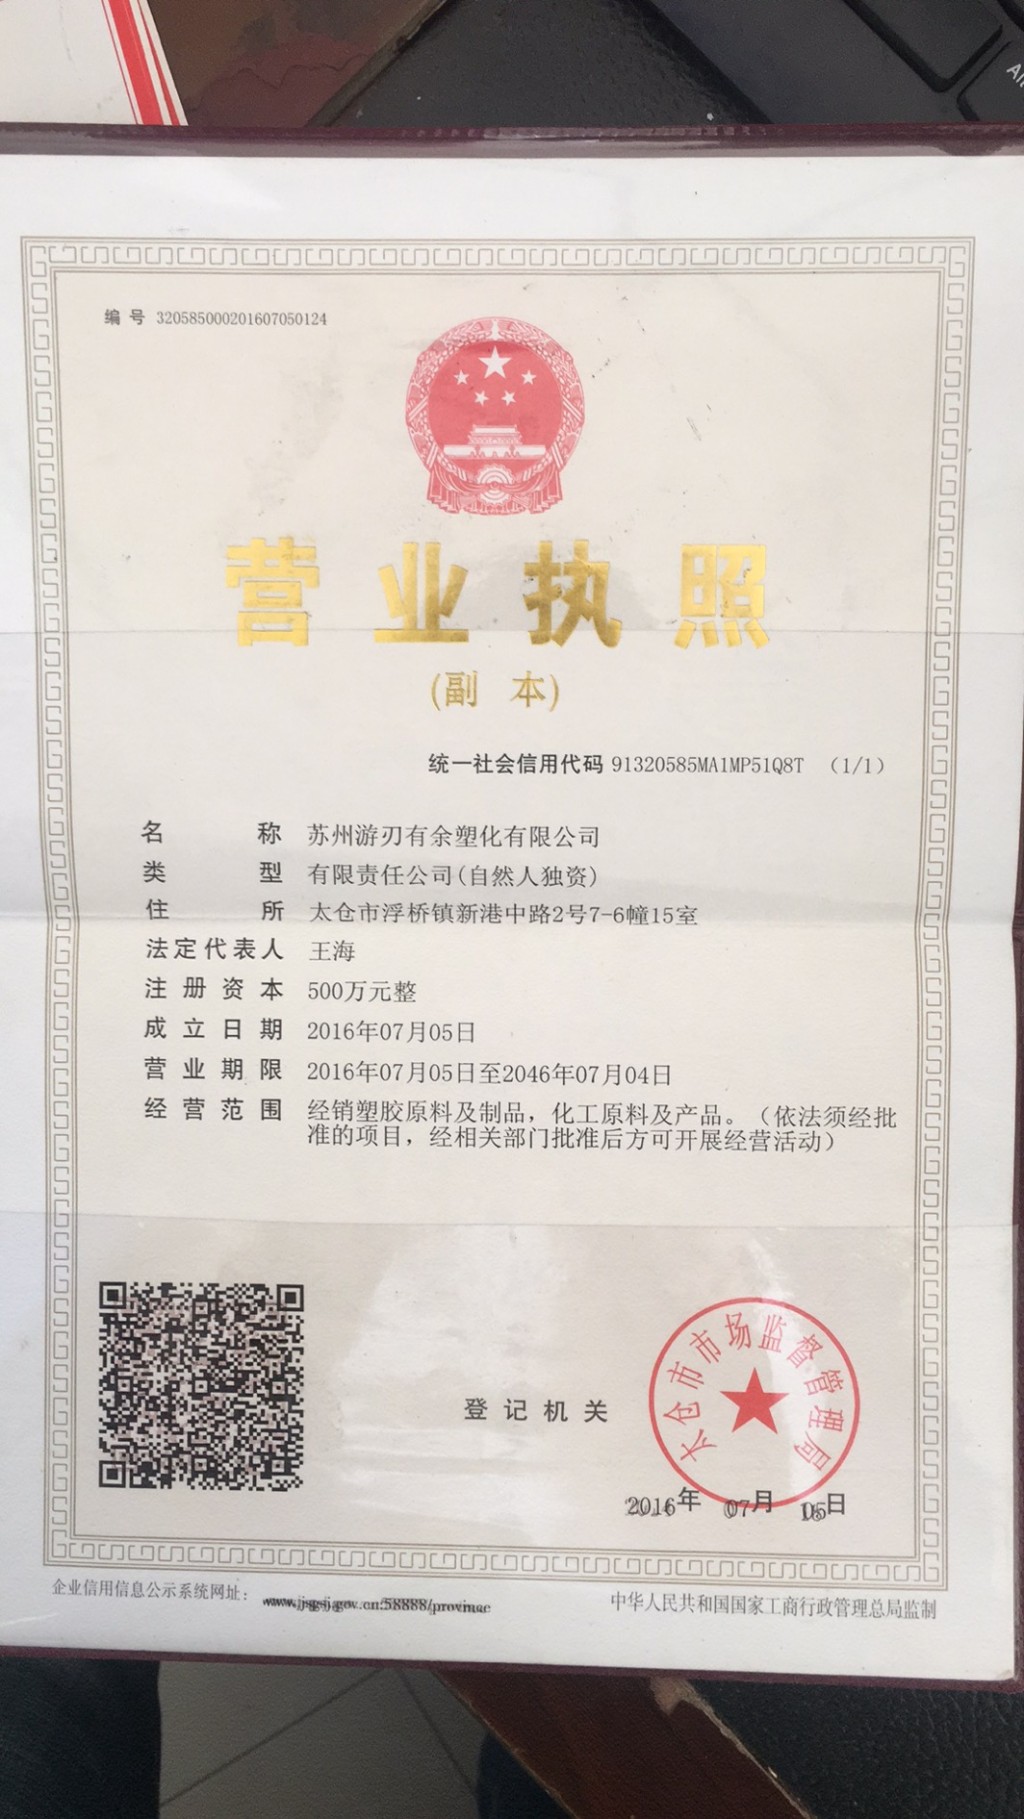 编号 320585000201607050124
营业执照
(副 本)
统一社会信用代码 91320585MA1MP51Q8T （1/1）
名称 苏州游刃有余塑化有限公司
类型 有限责任公司(自然人独资)
住所 太仓市浮桥镇新港中路2号7-6幢15室
法定代表人 王海
注册资本 500万元整
成立日期 2016年07月05日
营业期限 2016年07月05日至2046年07月04日
经营范围 经销塑胶原料及制品，化工原料及产品。（依法须经批
准的项目，经相关部门批准后方可开展经营活动）
太仓市市场监督管理局
登记机关
2016年 07月 日
企业信用信息公示系统网址：
中华人民共和国国家工商行政管理总局监制